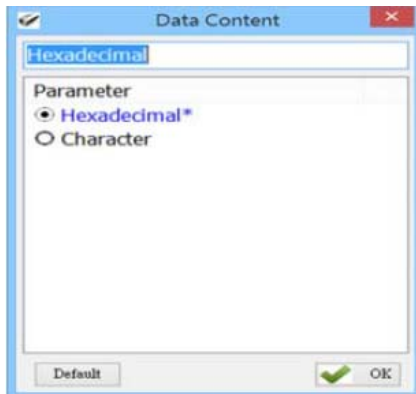 Data Content
Hexadecimal
Parameter
Hexadecimal*
Character
Default
OK